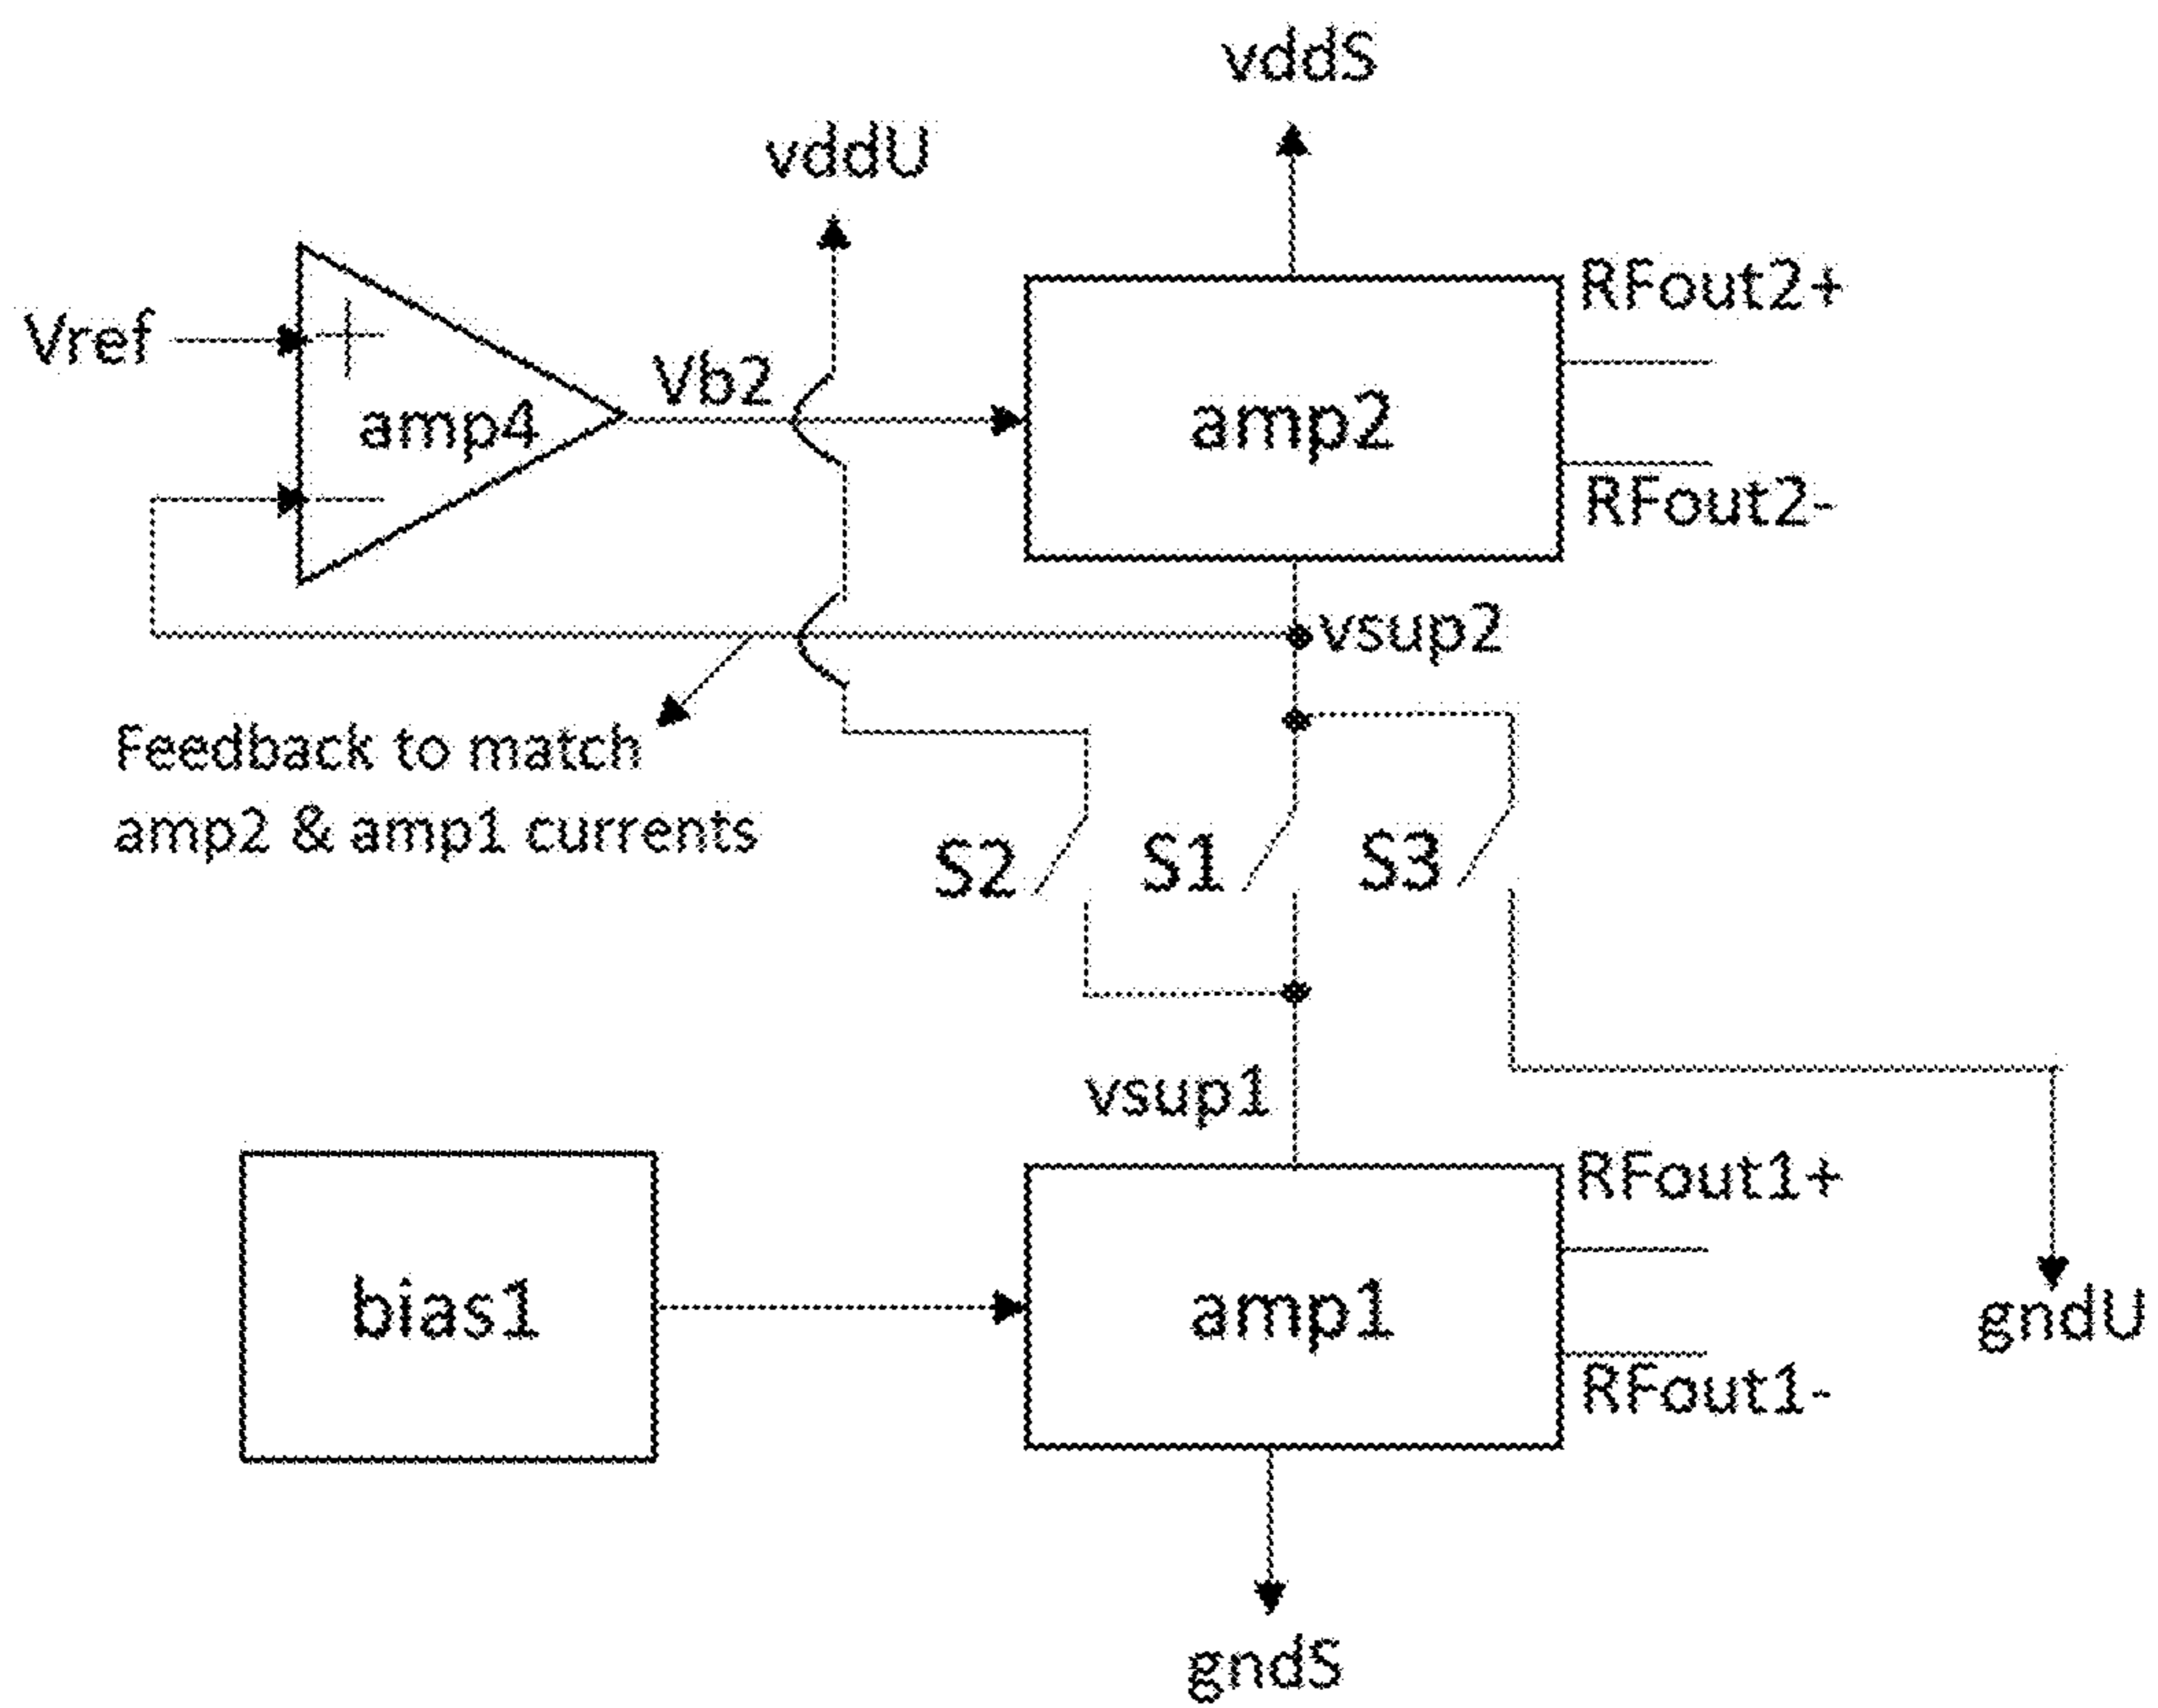 vddS
vddU
RFout2+
Vref
+
Vb2
amp4
amp2
-
RFout2-
vsup2
Feedback to match
amp2 & amp1 currents
S2
S1
S3
vsup1
RFout1+
bias1
amp1
gndU
RFout1-
gndS